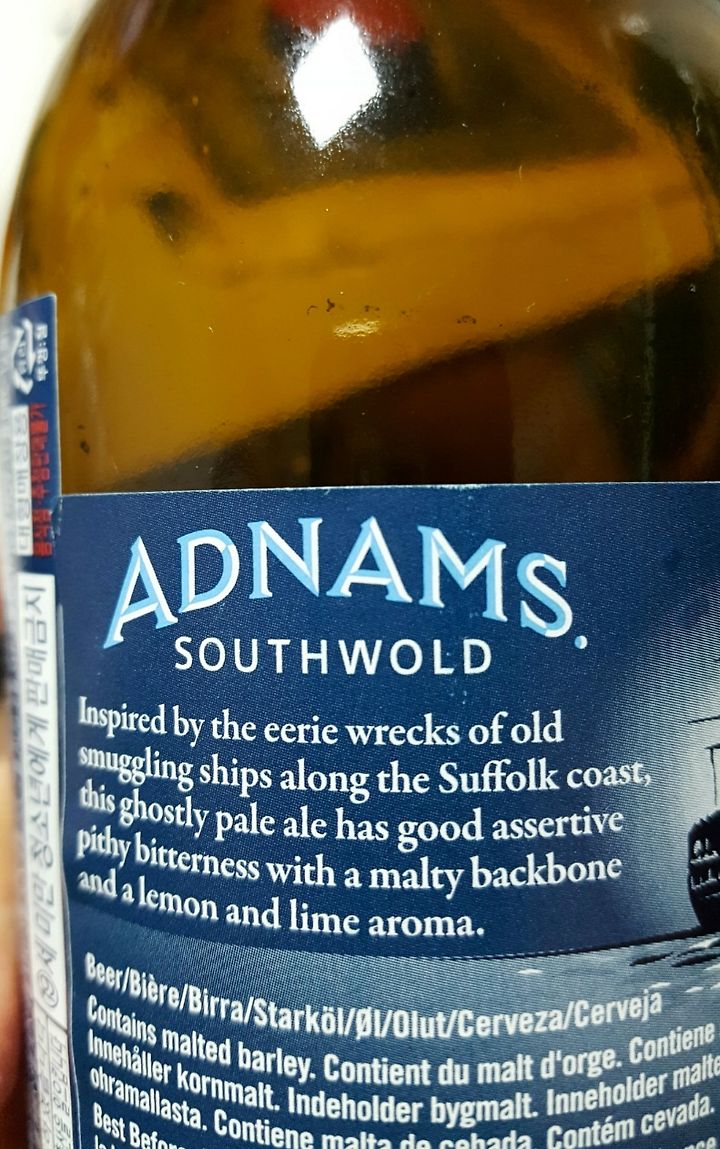 ADNAMS.
SOUTHWOLD
Inspired by the eerie wrecks of old
smuggling ships along the Suffolk coast,
this ghostly pale ale has good assertive
pithy bitterness with a malty backbone
and a lemon and lime aroma.
Beer/Bière/Birra/Starköl/Øl/Olut/Cerveza/Cerveja
Contains malted barley. Contient du malt d'orge. Contiene
Innehåller kornmalt. Indeholder bygmalt. Inneholder malte
ohramallasta. Contiene malta de cebada. Contém cevada.
Best Before